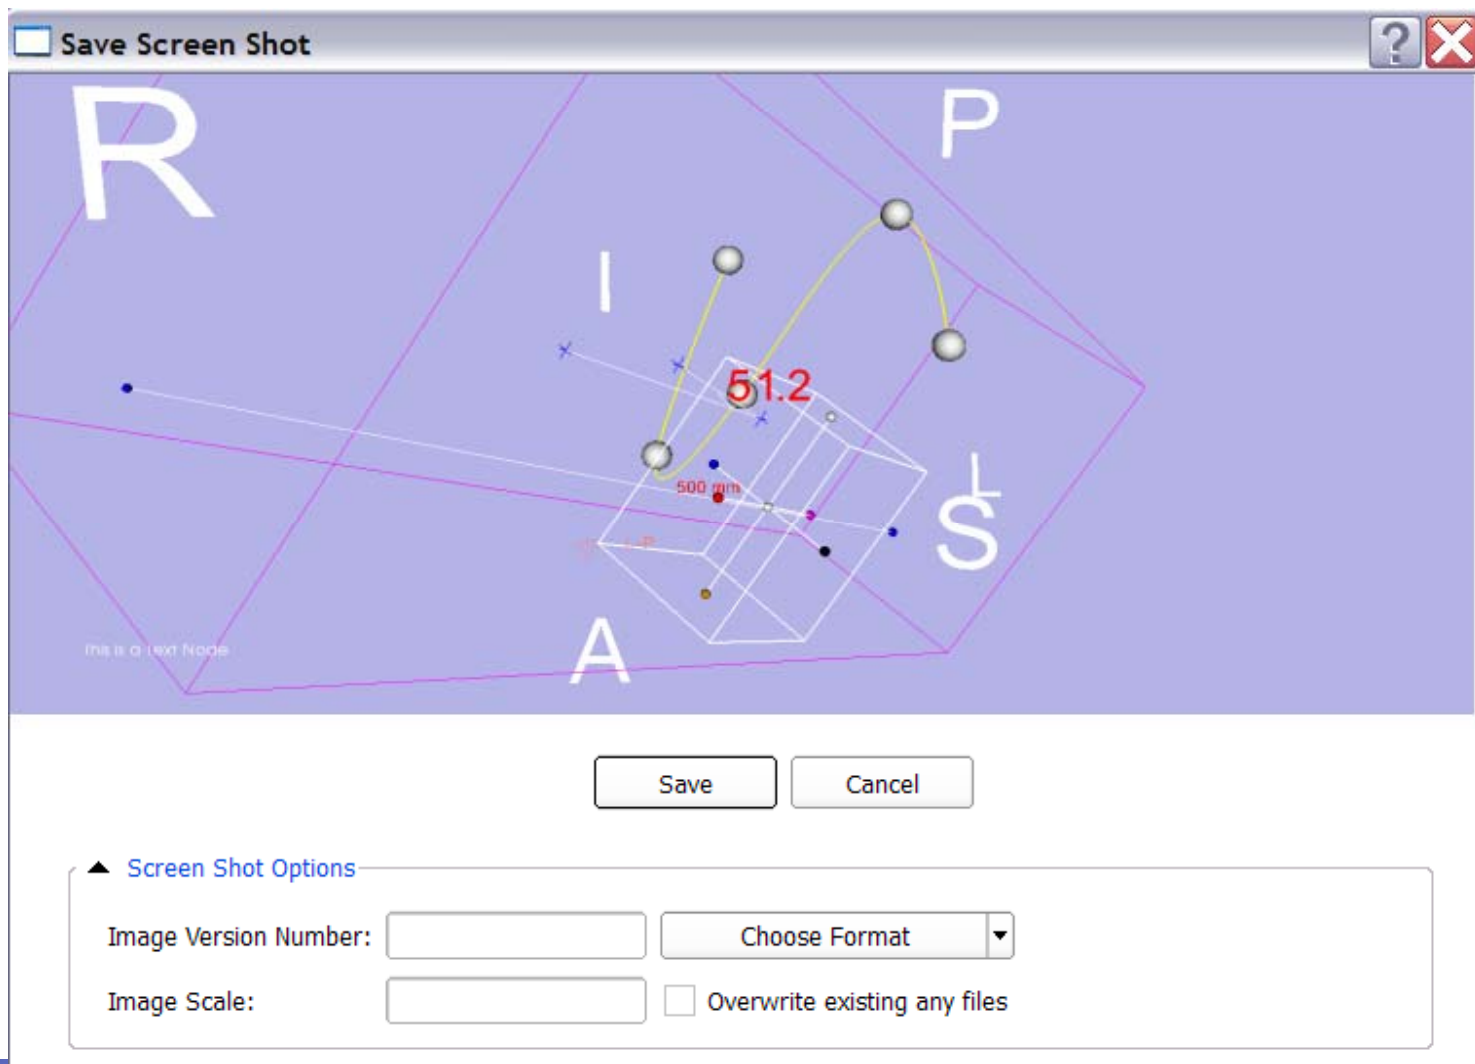 Save Screen Shot
R
P
I
51.2
L
500 mm
S
A
This is a Text Node
Save
Cancel
Screen Shot Options
Image Version Number:
Choose Format
Image Scale:
Overwrite existing any files